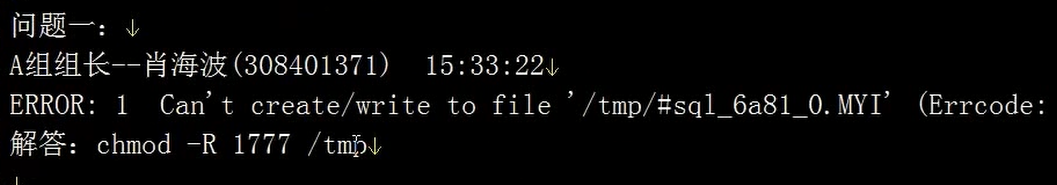 问题一：
A组组长--肖海波(308401371)  15:33:22
ERROR: 1  Can't create/write to file '/tmp/#sql_6a81_0.MYI' (Errcode:
解答：chmod -R 1777 /tmp